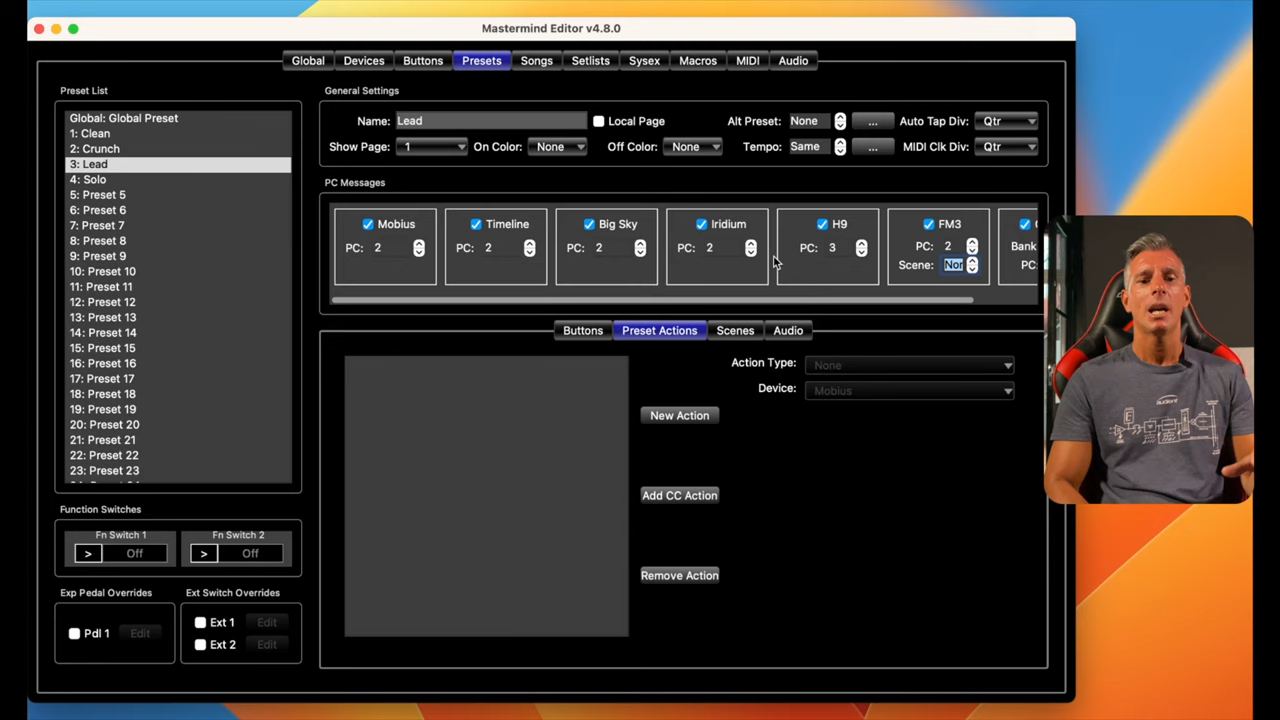 Mastermind Editor v4.8.0
Global Devices Buttons Presets Songs Setlists Sysex Macros MIDI Audio
Preset List
Global: Global Preset
1: Clean
2: Crunch
3: Lead
4: Solo
5: Preset 5
6: Preset 6
7: Preset 7
8: Preset 8
9: Preset 9
10: Preset 10
11: Preset 11
12: Preset 12
13: Preset 13
14: Preset 14
15: Preset 15
16: Preset 16
17: Preset 17
18: Preset 18
19: Preset 19
20: Preset 20
21: Preset 21
22: Preset 22
23: Preset 23
Function Switches
Fn Switch 1 Fn Switch 2
> Off > Off
Exp Pedal Overrides Ext Switch Overrides
Pdl 1 Edit
Ext 1 Edit
Ext 2 Edit
General Settings
Name: Lead Local Page Alt Preset: None ... Auto Tap Div: Qtr
Show Page: 1 On Color: None Off Color: None Tempo: Same ... MIDI Clk Div: Qtr
PC Messages
Mobius Timeline Big Sky Iridium H9 FM3
PC: 2 PC: 2 PC: 2 PC: 2 PC: 3 PC: 2 Bank
Scene: Nor PC:
Buttons Preset Actions Scenes Audio
Action Type: None
Device: Mobius
New Action
Add CC Action
Remove Action
audient